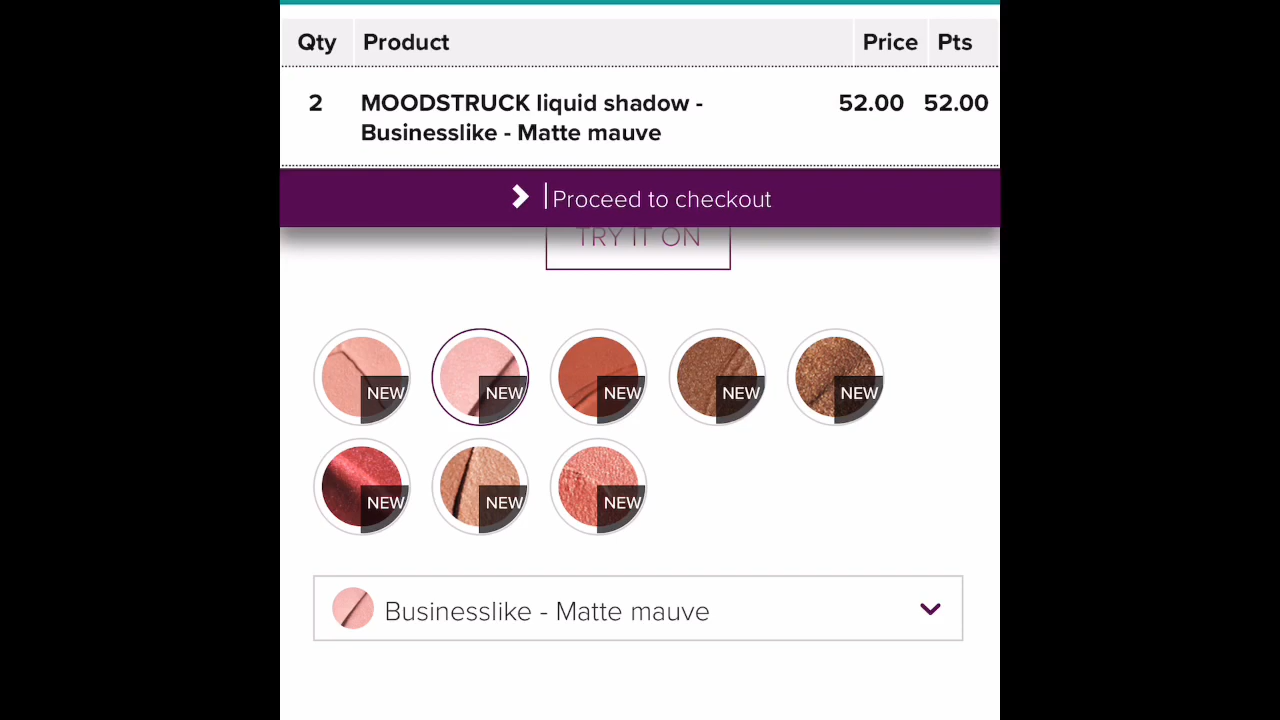 Qty Product Price Pts
2 MOODSTRUCK liquid shadow - 52.00 52.00
Businesslike - Matte mauve
Proceed to checkout
TRY IT ON
NEW NEW NEW NEW NEW
NEW NEW NEW
Businesslike - Matte mauve